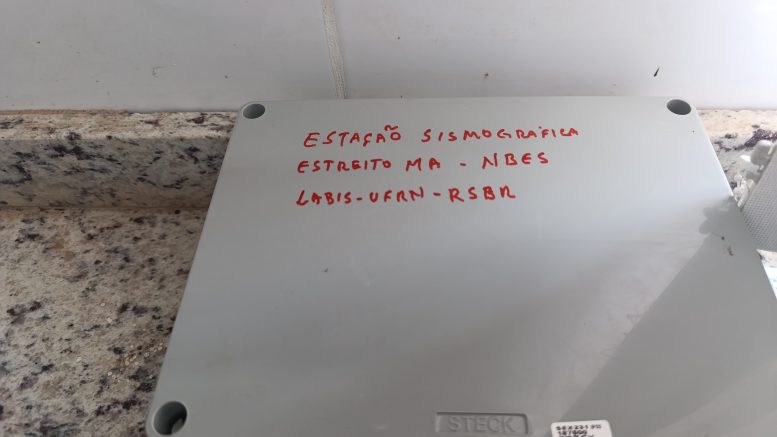 ESTAÇÃO SISMOGRÁFICA
ESTREITO MA - NBES
LABIS-UFRN-RSBR
STECK